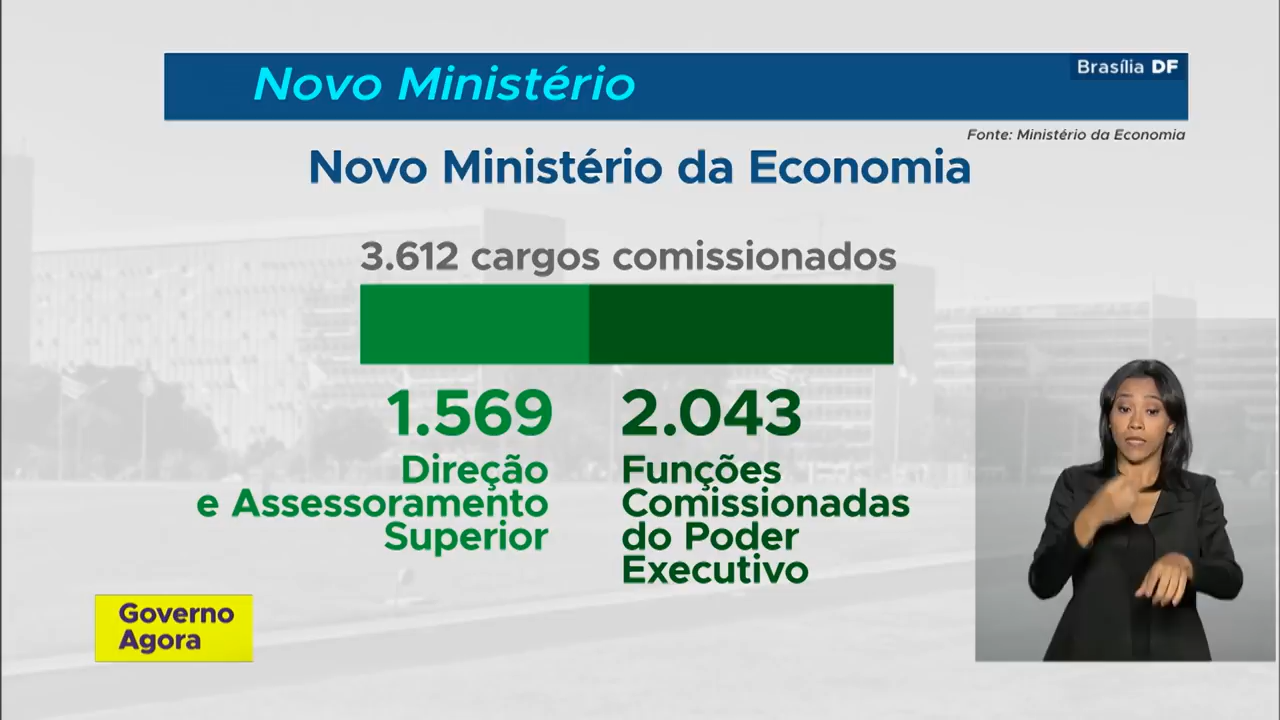 Novo Ministério
Brasília DF
Fonte: Ministério da Economia
Novo Ministério da Economia
3.612 cargos comissionados
1.569
Direção
e Assessoramento
Superior
2.043
Funções
Comissionadas
do Poder
Executivo
Governo
Agora